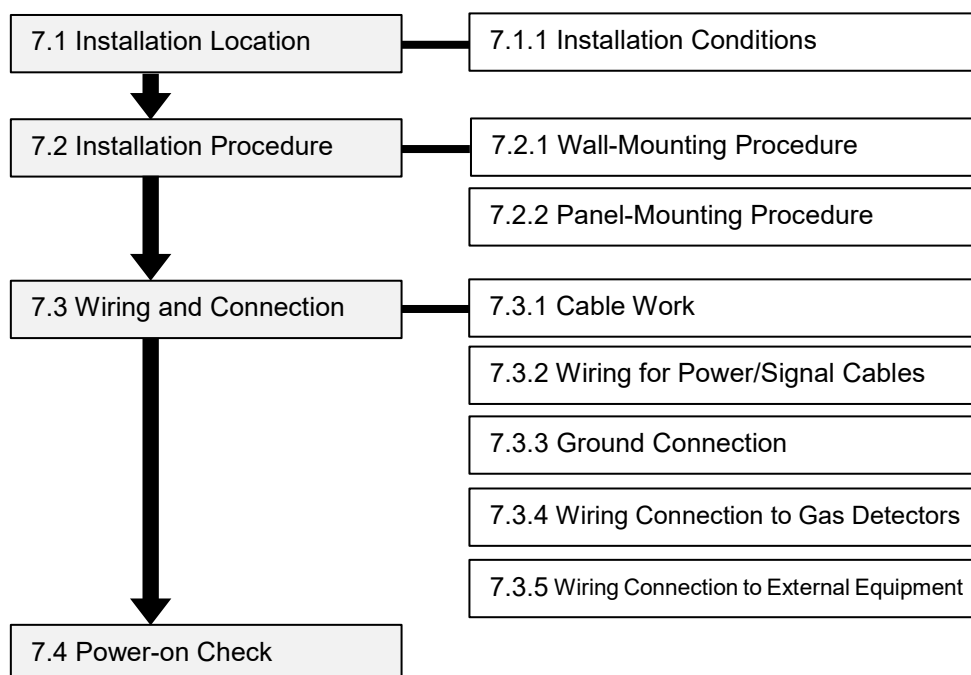 7.1 Installation Location
7.1.1 Installation Conditions
7.2 Installation Procedure
7.2.1 Wall-Mounting Procedure
7.2.2 Panel-Mounting Procedure
7.3 Wiring and Connection
7.3.1 Cable Work
7.3.2 Wiring for Power/Signal Cables
7.3.3 Ground Connection
7.3.4 Wiring Connection to Gas Detectors
7.3.5 Wiring Connection to External Equipment
7.4 Power-on Check